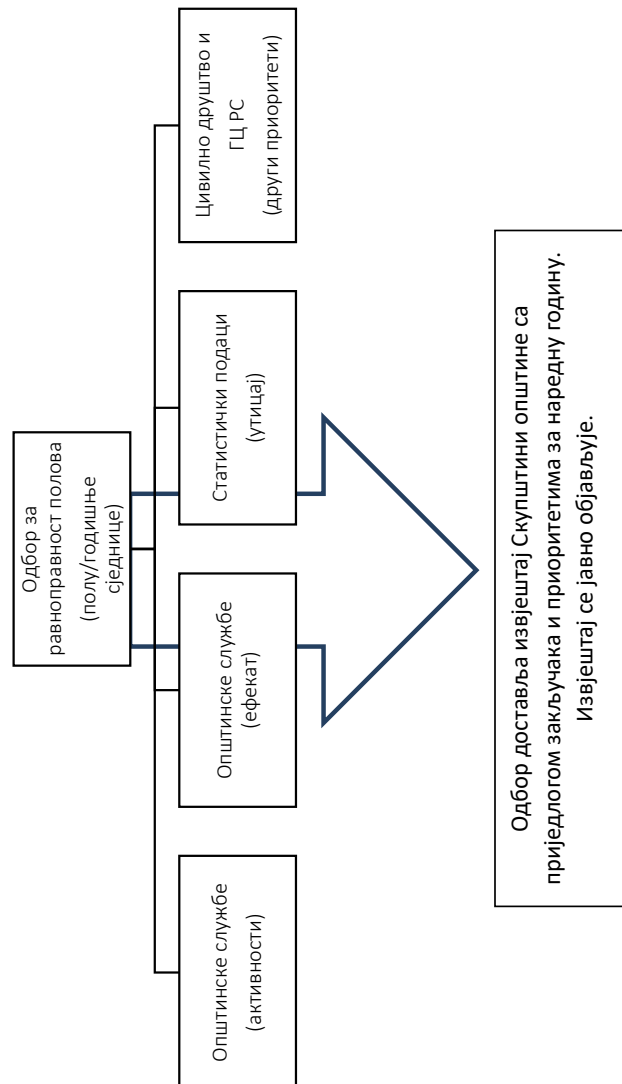 Одбор за
равноправност полова
(полу/годишње
сједнице)
Општинске службе
(активности)
Општинске службе
(ефекат)
Статистички подаци
(утицај)
Цивилно друштво и
ГЦ РС
(други приоритети)
Одбор доставља извјештај Скупштини општине са
приједлогом закључака и приоритетима за наредну годину.
Извјештај се јавно објављује.